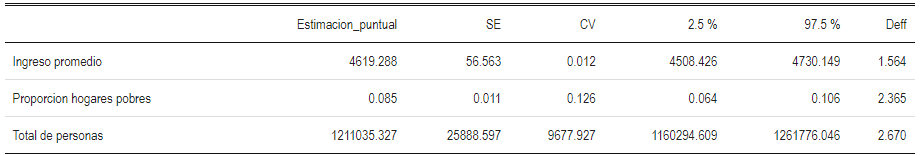 Estimacion_puntual SE CV 2.5 % 97.5 % Deff
Ingreso promedio 4619.288 56.563 0.012 4508.426 4730.149 1.564
Proporcion hogares pobres 0.085 0.011 0.126 0.064 0.106 2.365
Total de personas 1211035.327 25888.597 9677.927 1160294.609 1261776.046 2.670